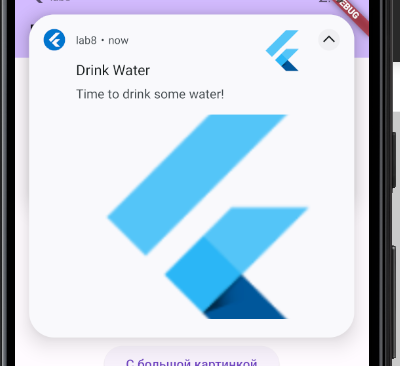 lab8 • now
Drink Water
Time to drink some water!
С большой картинкой